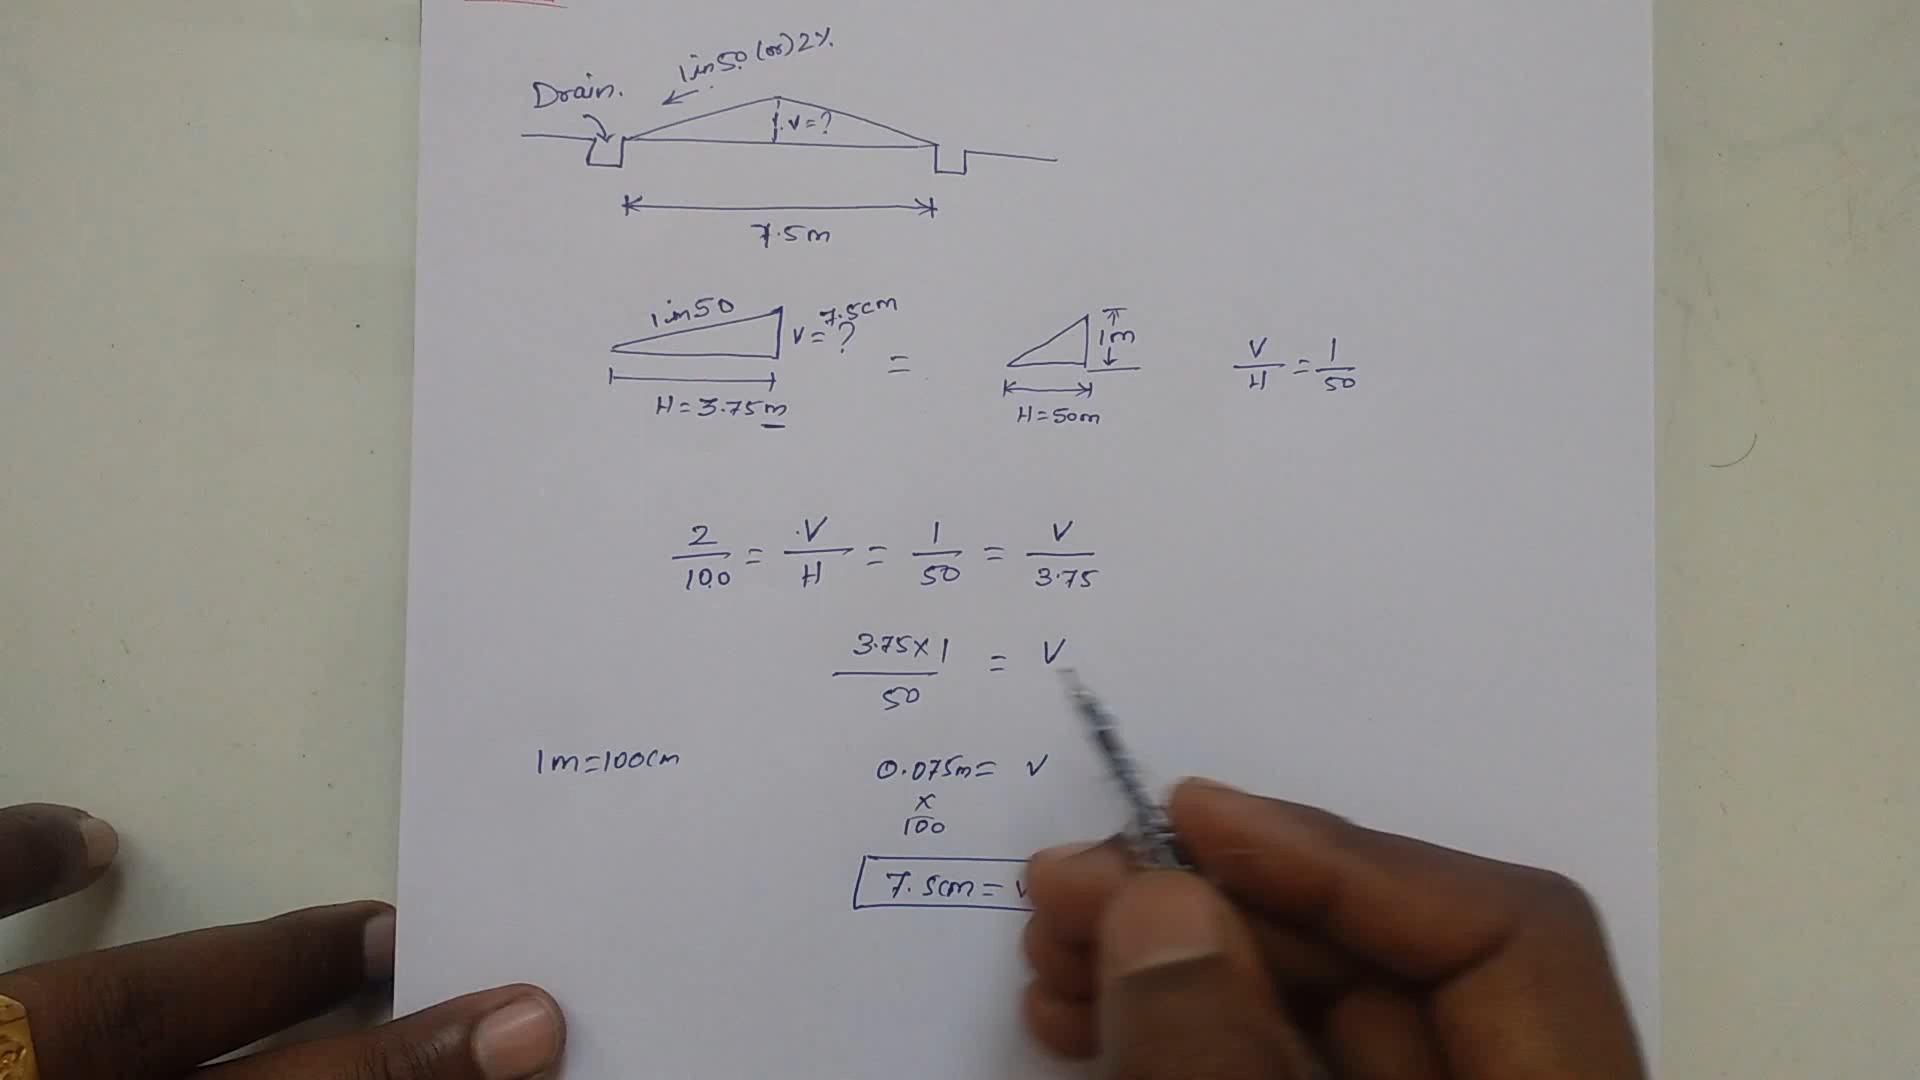 1 in 50 (or) 2%.
Drain.
V=?
7.5m
1 in 50
7.5cm
V=?
=
1m
V/H = 1/50
H=3.75m
H=50m
2/100 = V/H = 1/50 = V/3.75
3.75×1/50 = V
1m=100cm
0.075m= V
×
100
7.5cm= V